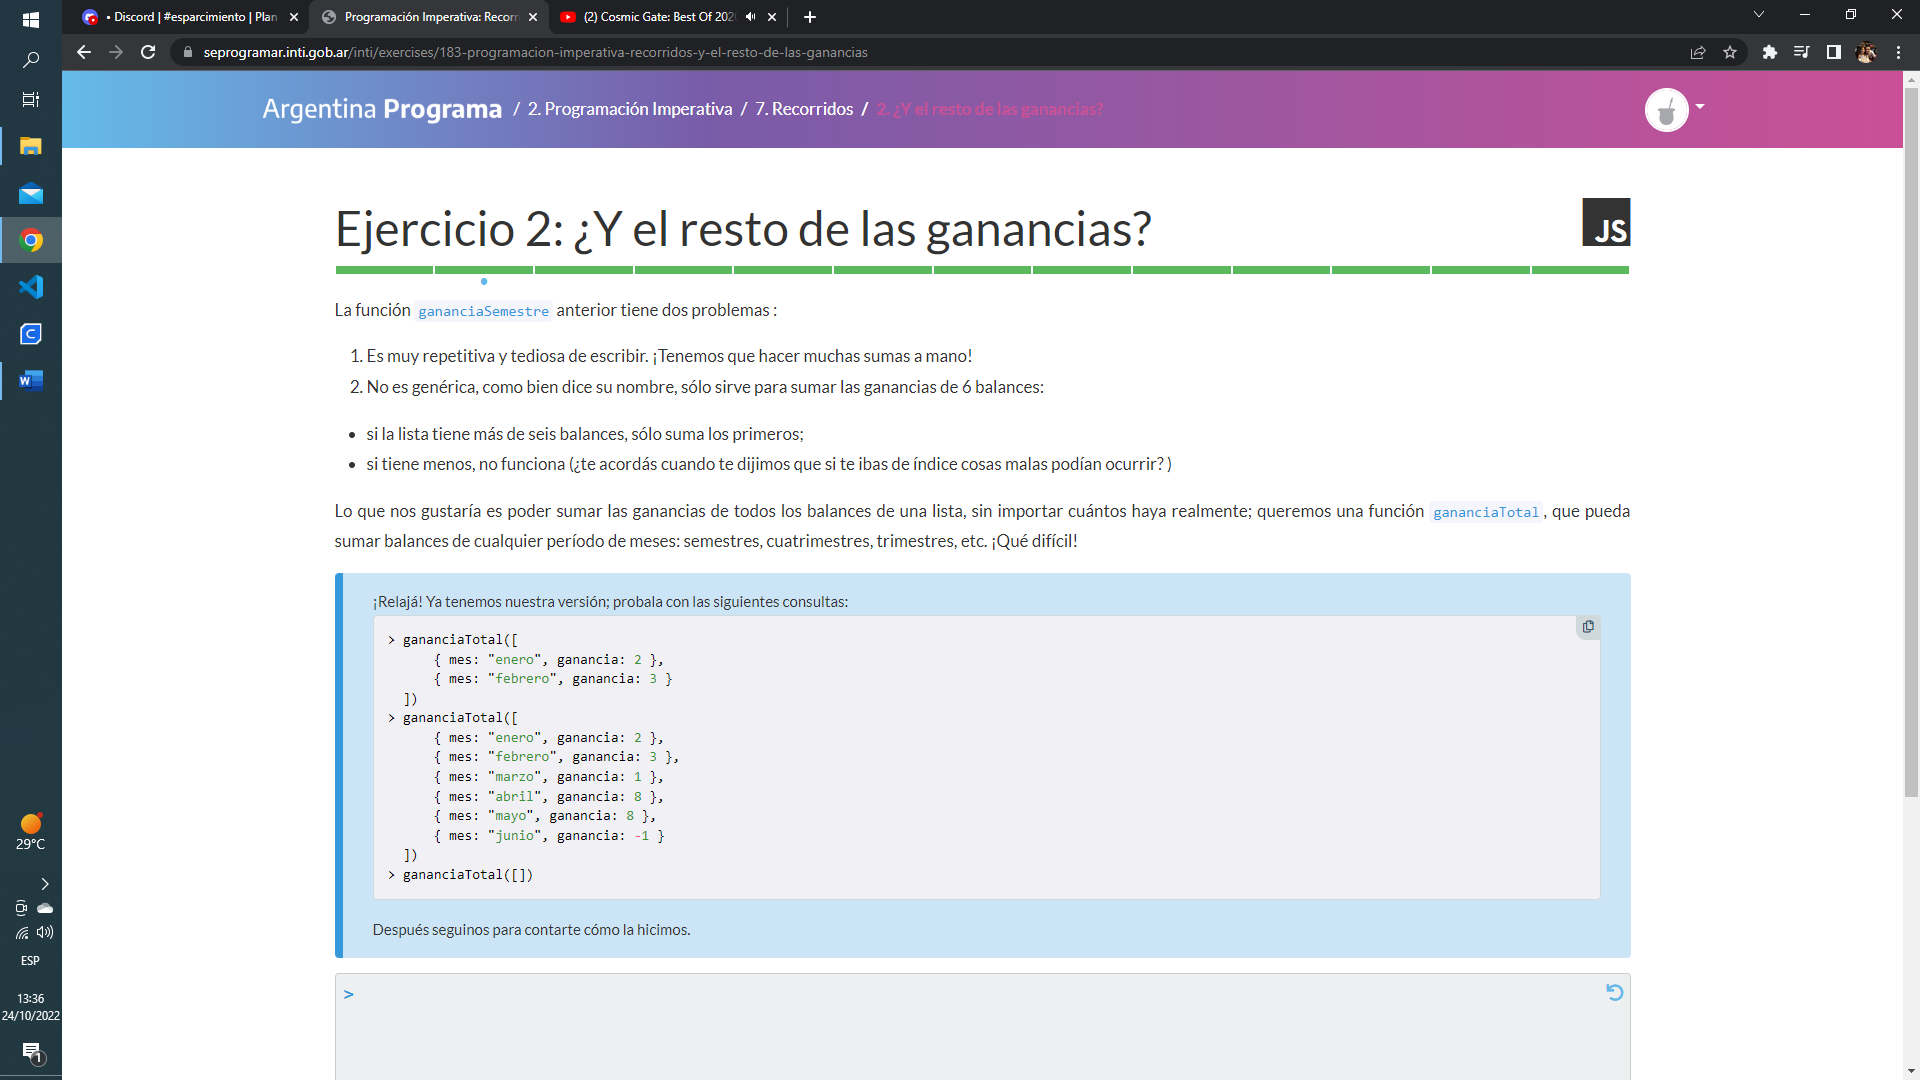 • Discord | #esparcimiento | Plan
Programación Imperativa: Recorri
(2) Cosmic Gate: Best Of 2020
seprogramar.inti.gob.ar/inti/exercises/183-programacion-imperativa-recorridos-y-el-resto-de-las-ganancias
Argentina Programa / 2. Programación Imperativa / 7. Recorridos / 2. ¿Y el resto de las ganancias?
Ejercicio 2: ¿Y el resto de las ganancias?
JS
La función gananciaSemestre anterior tiene dos problemas :
1. Es muy repetitiva y tediosa de escribir. ¡Tenemos que hacer muchas sumas a mano!
2. No es genérica, como bien dice su nombre, sólo sirve para sumar las ganancias de 6 balances:
• si la lista tiene más de seis balances, sólo suma los primeros;
• si tiene menos, no funciona (¿te acordás cuando te dijimos que si te ibas de índice cosas malas podían ocurrir? )
Lo que nos gustaría es poder sumar las ganancias de todos los balances de una lista, sin importar cuántos haya realmente; queremos una función gananciaTotal, que pueda
sumar balances de cualquier período de meses: semestres, cuatrimestres, trimestres, etc. ¡Qué difícil!
¡Relajá! Ya tenemos nuestra versión; probala con las siguientes consultas:
> gananciaTotal([
{ mes: "enero", ganancia: 2 },
{ mes: "febrero", ganancia: 3 }
])
> gananciaTotal([
{ mes: "enero", ganancia: 2 },
{ mes: "febrero", ganancia: 3 },
{ mes: "marzo", ganancia: 1 },
{ mes: "abril", ganancia: 8 },
{ mes: "mayo", ganancia: 8 },
{ mes: "junio", ganancia: -1 }
])
> gananciaTotal([])
Después seguinos para contarte cómo la hicimos.
>
29°C
ESP
13:36
24/10/2022
1